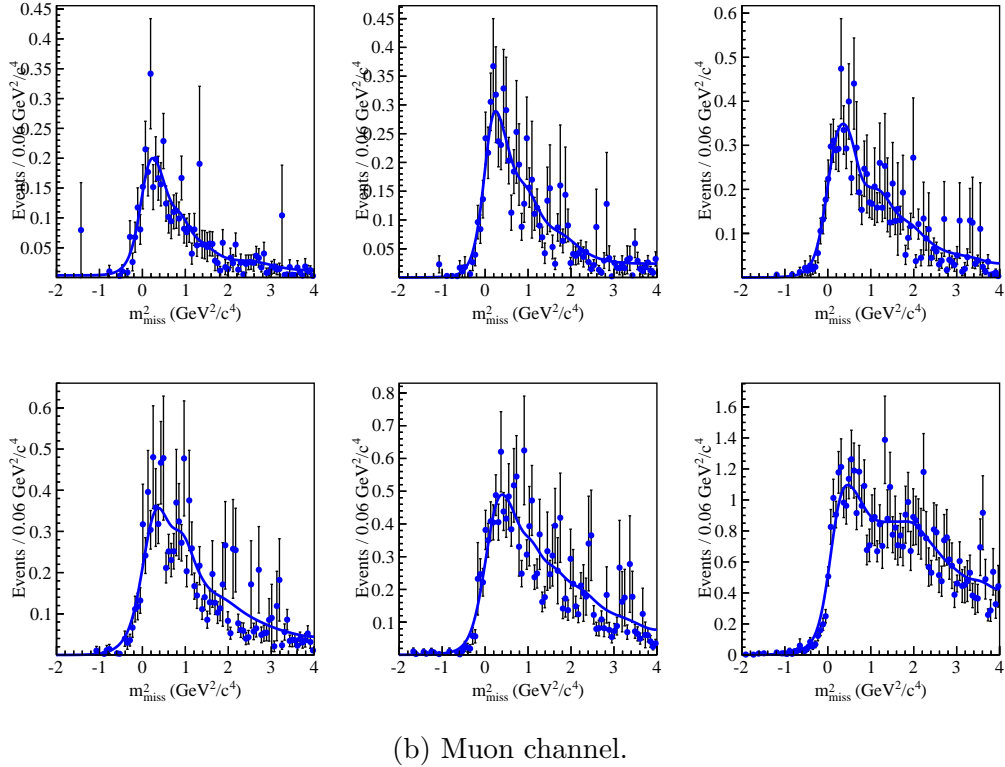 Events / 0.06 GeV²/c⁴
0.45
0.4
0.35
0.3
0.25
0.2
0.15
0.1
0.05
-2 -1 0 1 2 3 4
m²miss (GeV²/c⁴)
Events / 0.06 GeV²/c⁴
0.45
0.4
0.35
0.3
0.25
0.2
0.15
0.1
0.05
-2 -1 0 1 2 3 4
m²miss (GeV²/c⁴)
Events / 0.06 GeV²/c⁴
0.6
0.5
0.4
0.3
0.2
0.1
0
-2 -1 0 1 2 3 4
m²miss (GeV²/c⁴)
Events / 0.06 GeV²/c⁴
0.6
0.5
0.4
0.3
0.2
0.1
-2 -1 0 1 2 3 4
m²miss (GeV²/c⁴)
Events / 0.06 GeV²/c⁴
0.8
0.7
0.6
0.5
0.4
0.3
0.2
0.1
-2 -1 0 1 2 3 4
m²miss (GeV²/c⁴)
Events / 0.06 GeV²/c⁴
1.6
1.4
1.2
1
0.8
0.6
0.4
0.2
0
-2 -1 0 1 2 3 4
m²miss (GeV²/c⁴)
(b) Muon channel.